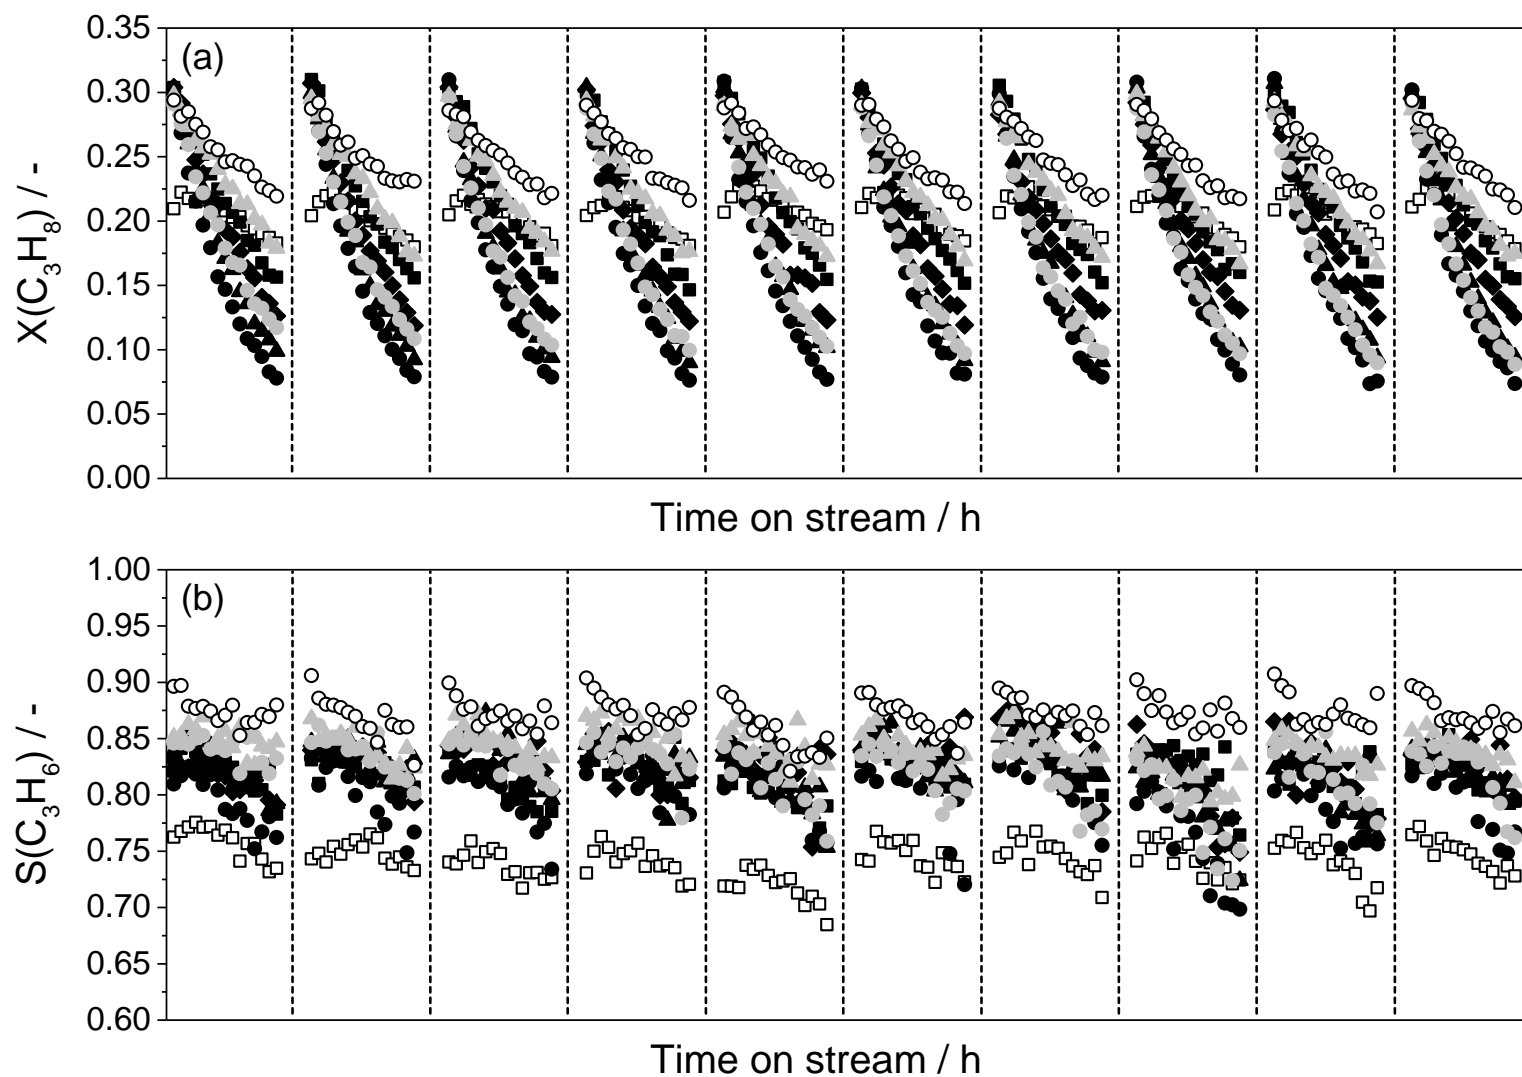 (a)
0.35
0.30
0.25
0.20
0.15
0.10
0.05
0.00
X(C₃H₈) / -
Time on stream / h
(b)
1.00
0.95
0.90
0.85
0.80
0.75
0.70
0.65
0.60
S(C₃H₆) / -
Time on stream / h